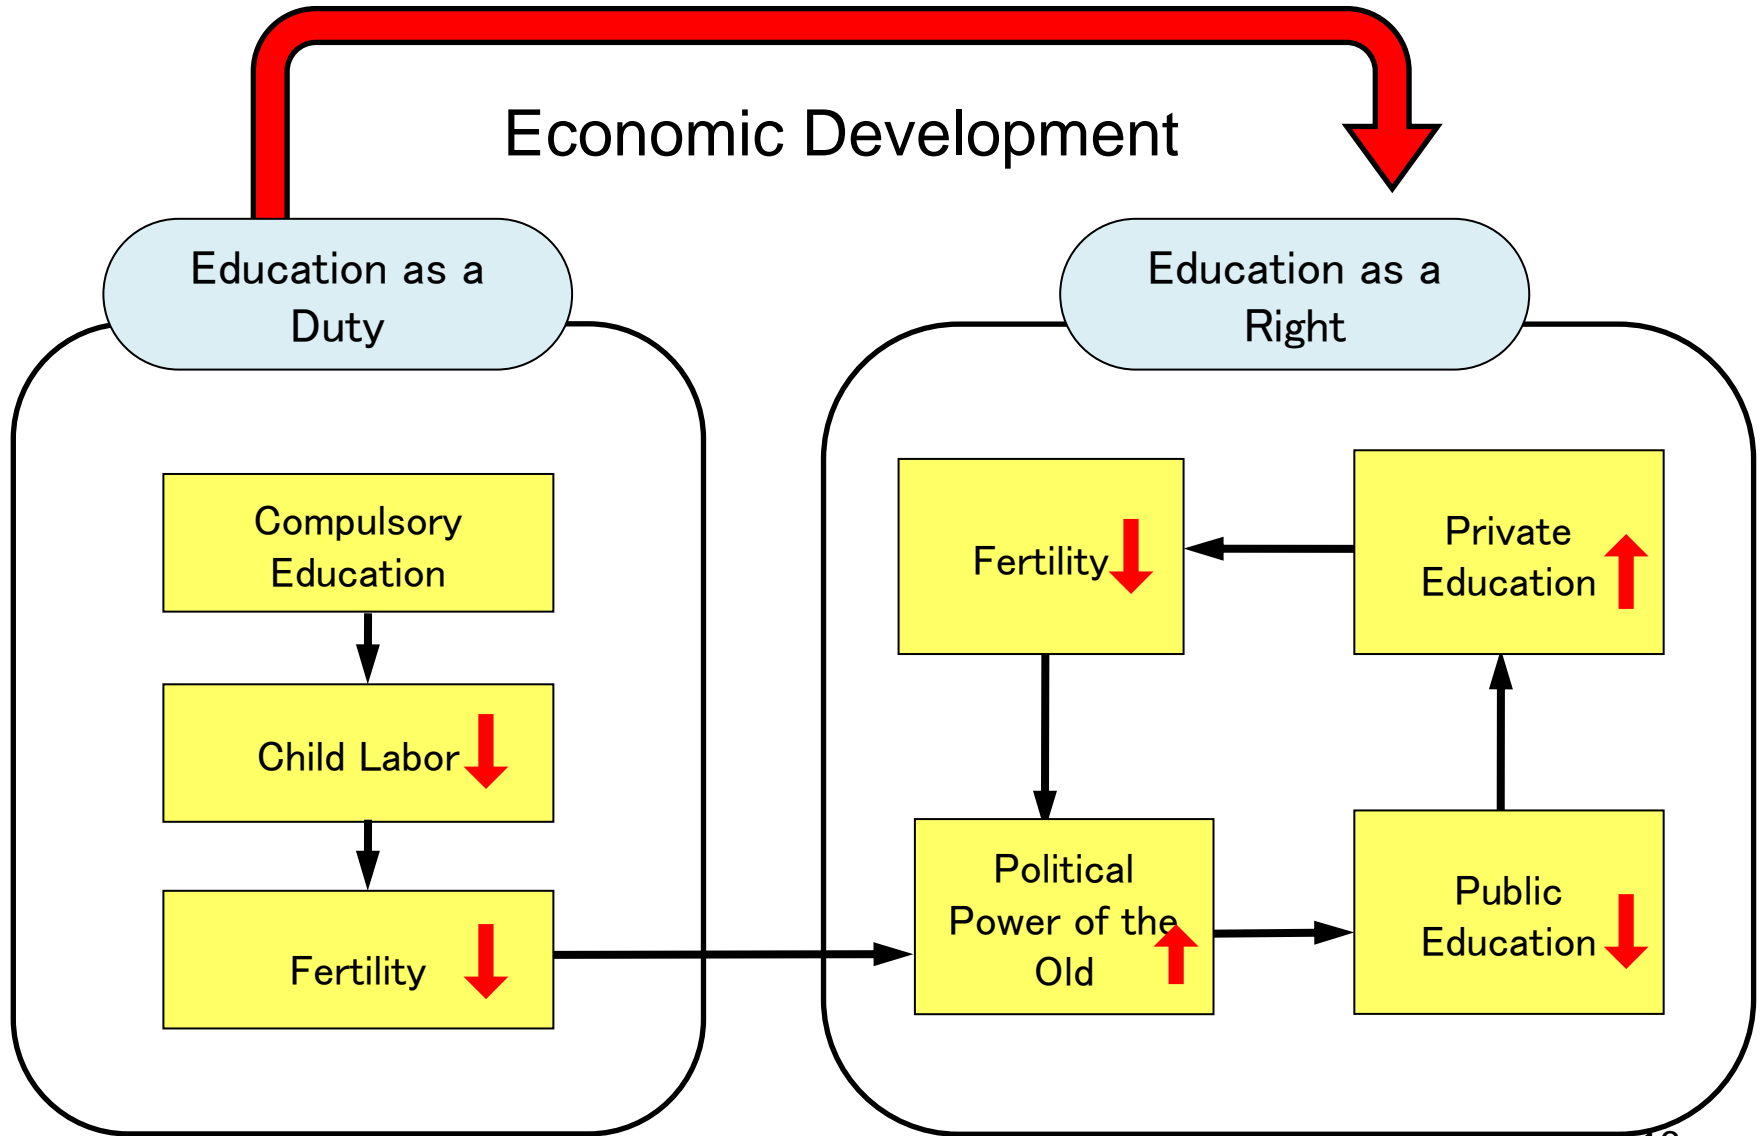 Economic Development
Education as a
Duty
Education as a
Right
Compulsory
Education
Child Labor
Fertility
Fertility
Private
Education
Political
Power of the
Old
Public
Education